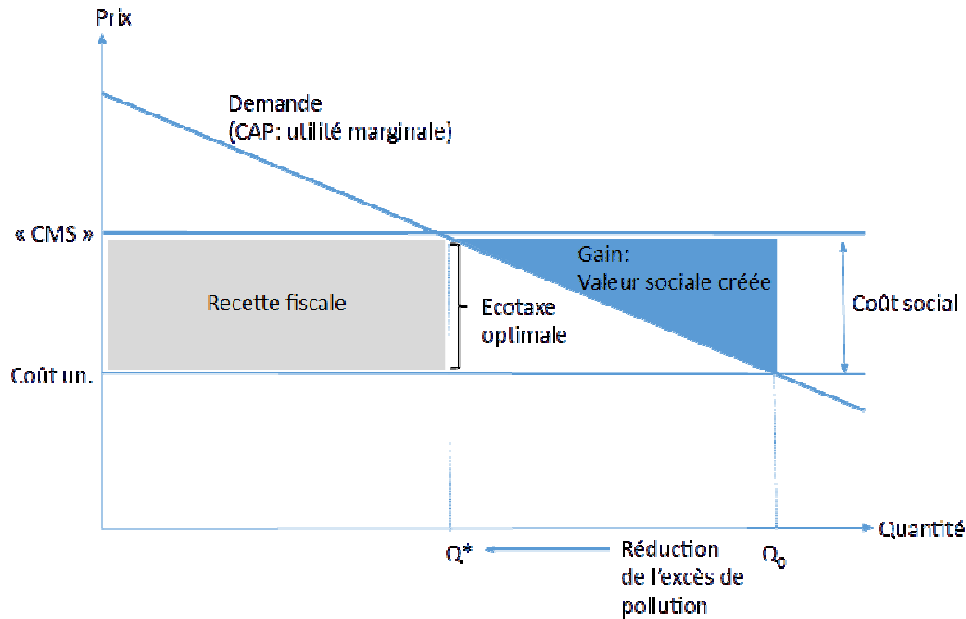 Prix
Demande
(CAP: utilité marginale)
« CMS »
Gain:
Valeur sociale créée
Recette fiscale
Ecotaxe
optimale
Coût social
Coût un.
Quantité
Q*
Réduction
de l'excès de
pollution
Q₀